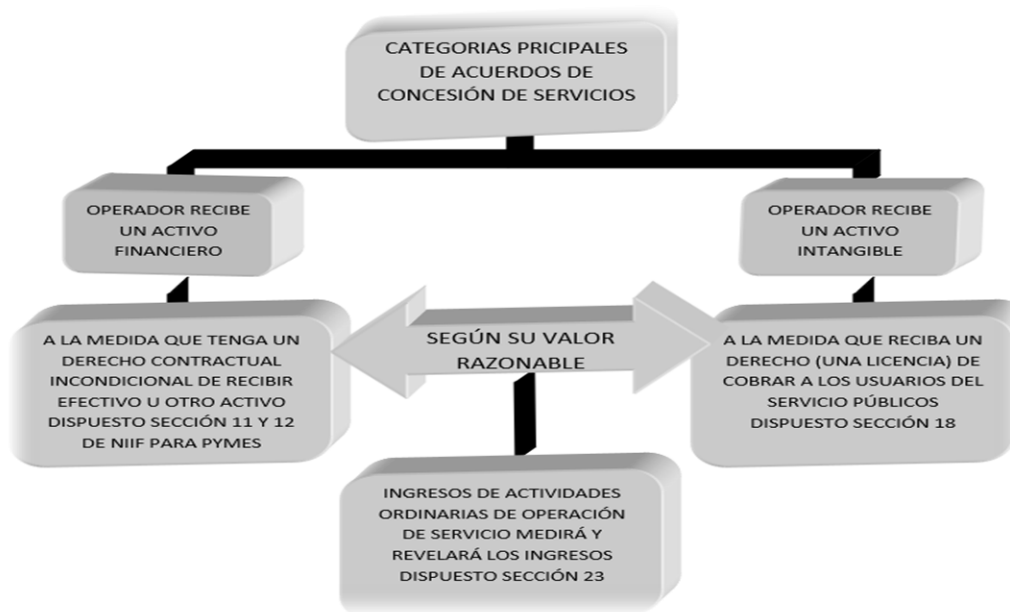 CATEGORIAS PRICIPALES
DE ACUERDOS DE
CONCESIÓN DE SERVICIOS
OPERADOR RECIBE
UN ACTIVO
FINANCIERO
OPERADOR RECIBE
UN ACTIVO
INTANGIBLE
A LA MEDIDA QUE TENGA UN
DERECHO CONTRACTUAL
INCONDICIONAL DE RECIBIR
EFECTIVO U OTRO ACTIVO
DISPUESTO SECCIÓN 11 Y 12
DE NIIF PARA PYMES
SEGÚN SU VALOR
RAZONABLE
A LA MEDIDA QUE RECIBA UN
DERECHO (UNA LICENCIA) DE
COBRAR A LOS USUARIOS DEL
SERVICIO PÚBLICOS
DISPUESTO SECCIÓN 18
INGRESOS DE ACTIVIDADES
ORDINARIAS DE OPERACIÓN
DE SERVICIO MEDIRÁ Y
REVELARÁ LOS INGRESOS
DISPUESTO SECCIÓN 23